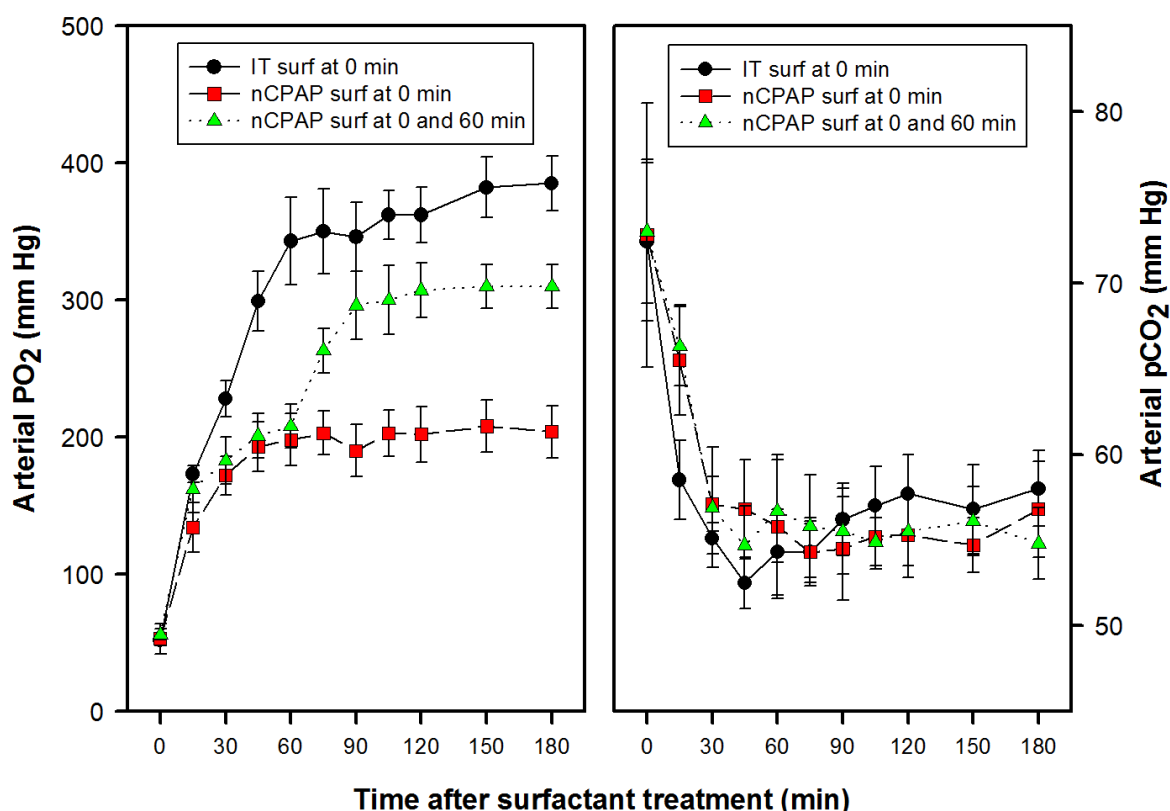 500
400
300
200
100
0
Arterial PO2 (mm Hg)
IT surf at 0 min
nCPAP surf at 0 min
nCPAP surf at 0 and 60 min
0 30 60 90 120 150 180
IT surf at 0 min
nCPAP surf at 0 min
nCPAP surf at 0 and 60 min
0 30 60 90 120 150 180
80
70
60
50
Arterial pCO2 (mm Hg)
Time after surfactant treatment (min)